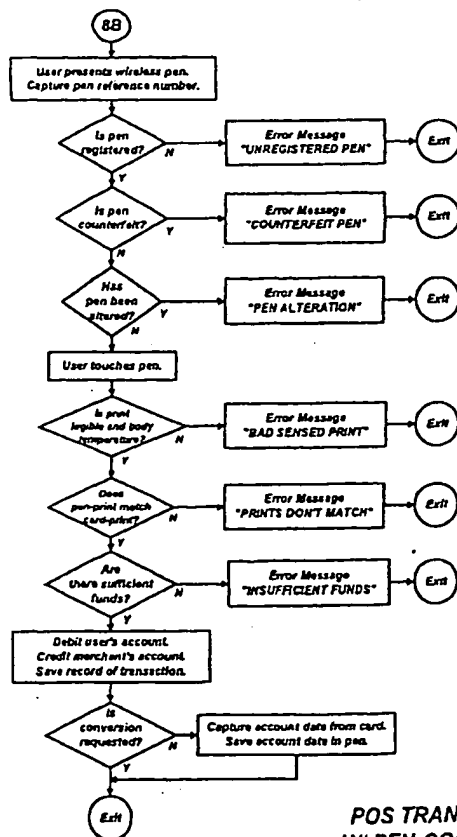 8B
User presents wireless pen.
Capture pen reference number.
Is pen
registered?
N
Error Message
"UNREGISTERED PEN"
Exit
Y
Is pen
counterfeit?
Y
Error Message
"COUNTERFEIT PEN"
Exit
N
Has
pen been
altered?
Y
Error Message
"PEN ALTERATION"
Exit
N
User touches pen.
Is print
legible and body
temperature?
N
Error Message
"BAD SENSED PRINT"
Exit
Y
Does
pen-print match
card-print?
N
Error Message
"PRINTS DON'T MATCH"
Exit
Y
Are
there sufficient
funds?
N
Error Message
"INSUFFICIENT FUNDS"
Exit
Y
Debit user's account.
Credit merchant's account.
Save record of transaction.
Is
conversion
requested?
N
Capture account data from card.
Save account data in pen.
Y
Exit
POS TRAN